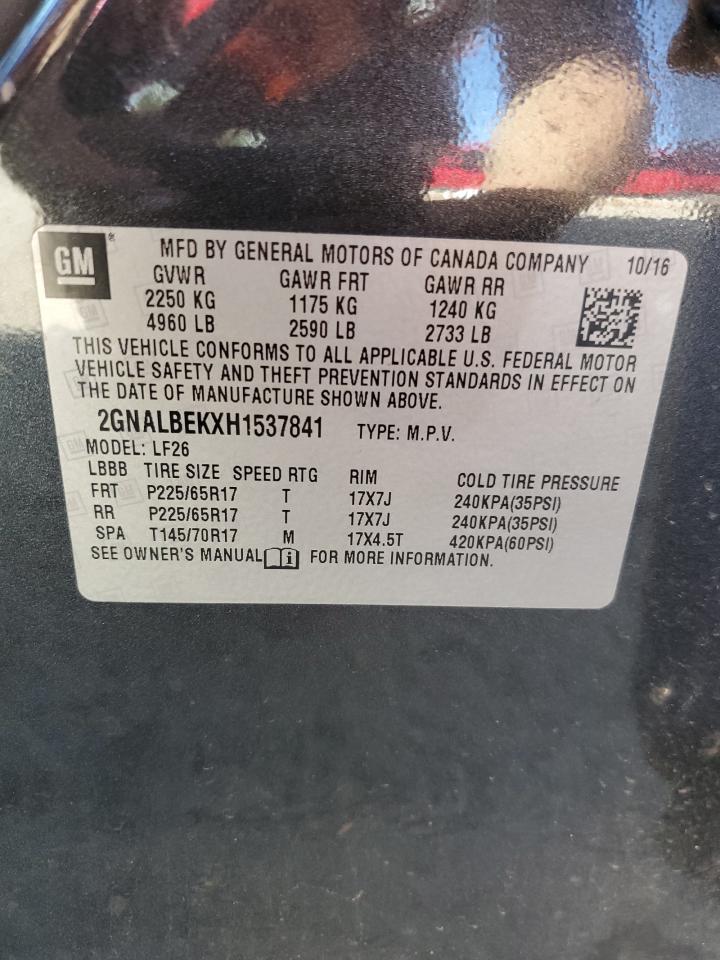 GM
MFD BY GENERAL MOTORS OF CANADA COMPANY 10/16
GVWR GAWR FRT GAWR RR
2250 KG 1175 KG 1240 KG
4960 LB 2590 LB 2733 LB
THIS VEHICLE CONFORMS TO ALL APPLICABLE U.S. FEDERAL MOTOR
VEHICLE SAFETY AND THEFT PREVENTION STANDARDS IN EFFECT ON
THE DATE OF MANUFACTURE SHOWN ABOVE.
2GNALBEKXH1537841 TYPE: M.P.V.
MODEL: LF26
LBBB TIRE SIZE SPEED RTG RIM COLD TIRE PRESSURE
FRT P225/65R17 T 17X7J 240KPA(35PSI)
RR P225/65R17 T 17X7J 240KPA(35PSI)
SPA T145/70R17 M 17X4.5T 420KPA(60PSI)
SEE OWNER'S MANUAL i FOR MORE INFORMATION.